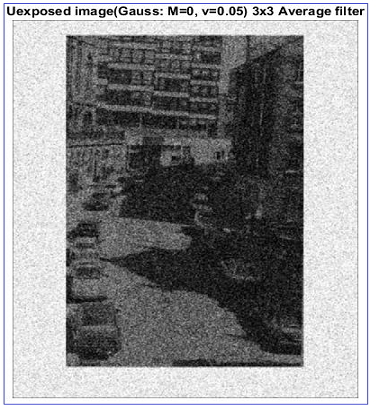 Uexposed image(Gauss: M=0, v=0.05) 3x3 Average filter